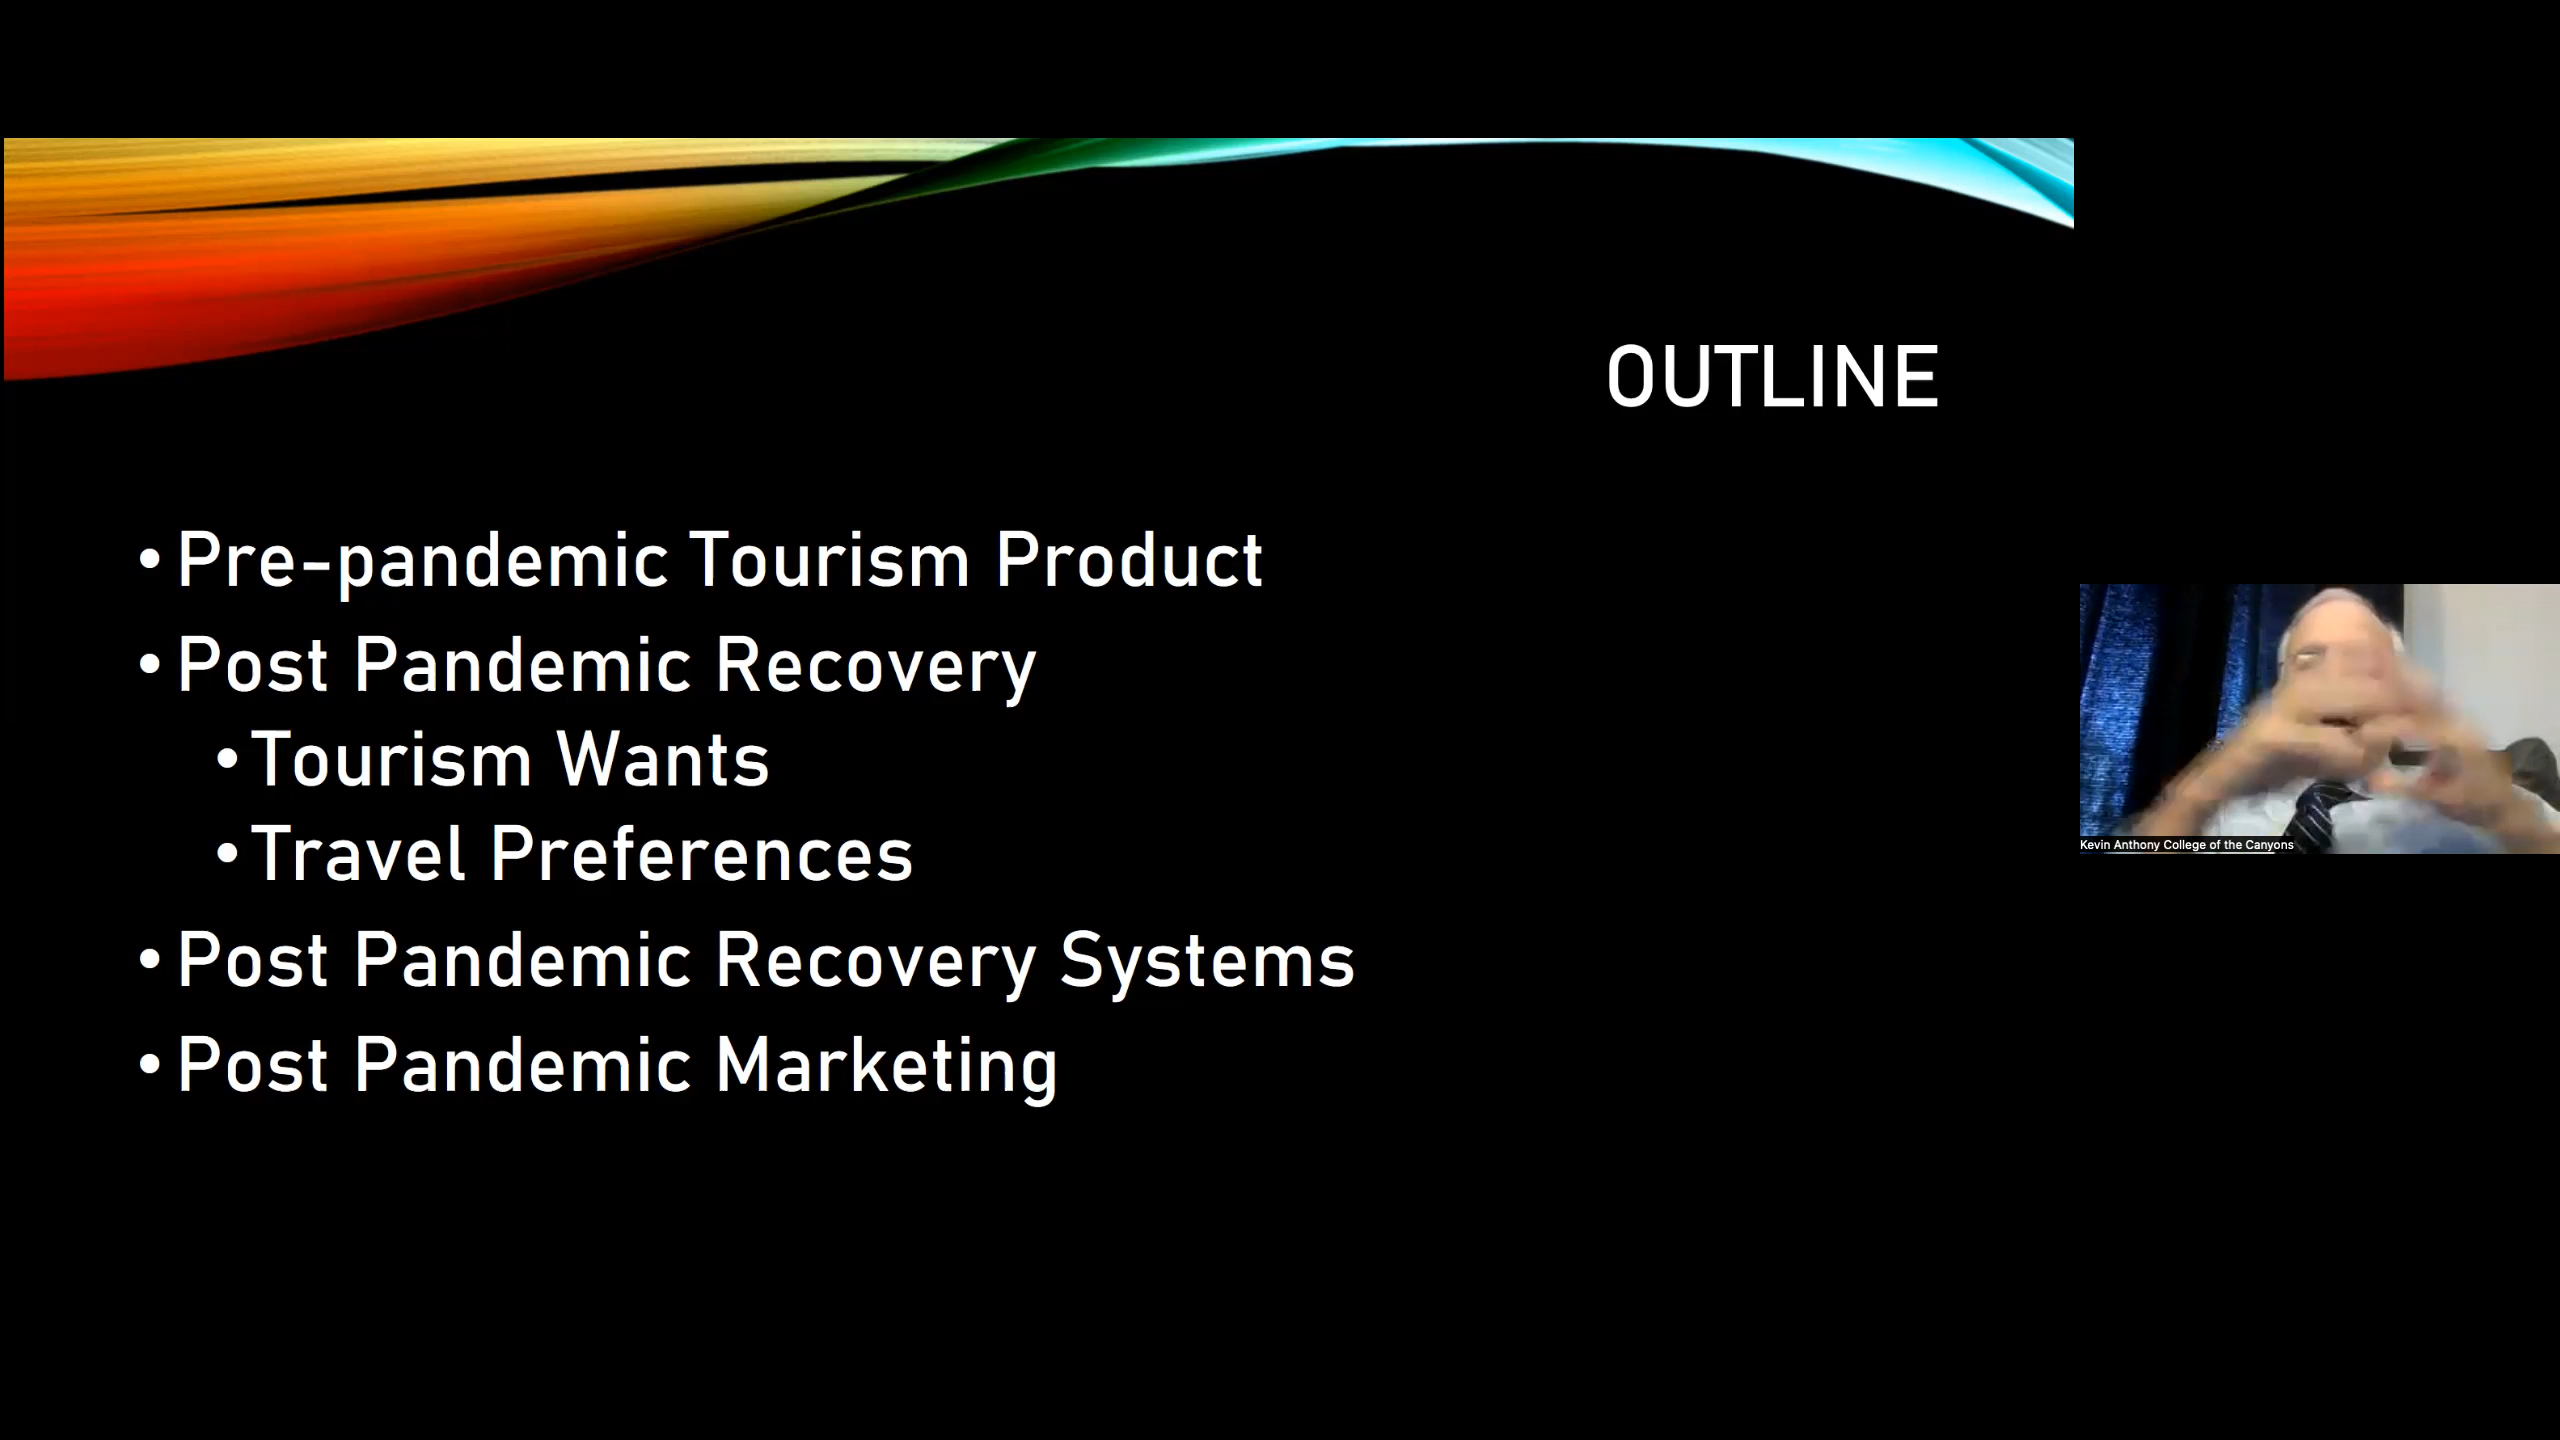 OUTLINE
• Pre-pandemic Tourism Product
• Post Pandemic Recovery
• Tourism Wants
• Travel Preferences
• Post Pandemic Recovery Systems
• Post Pandemic Marketing
Kevin Anthony College of the Canyons